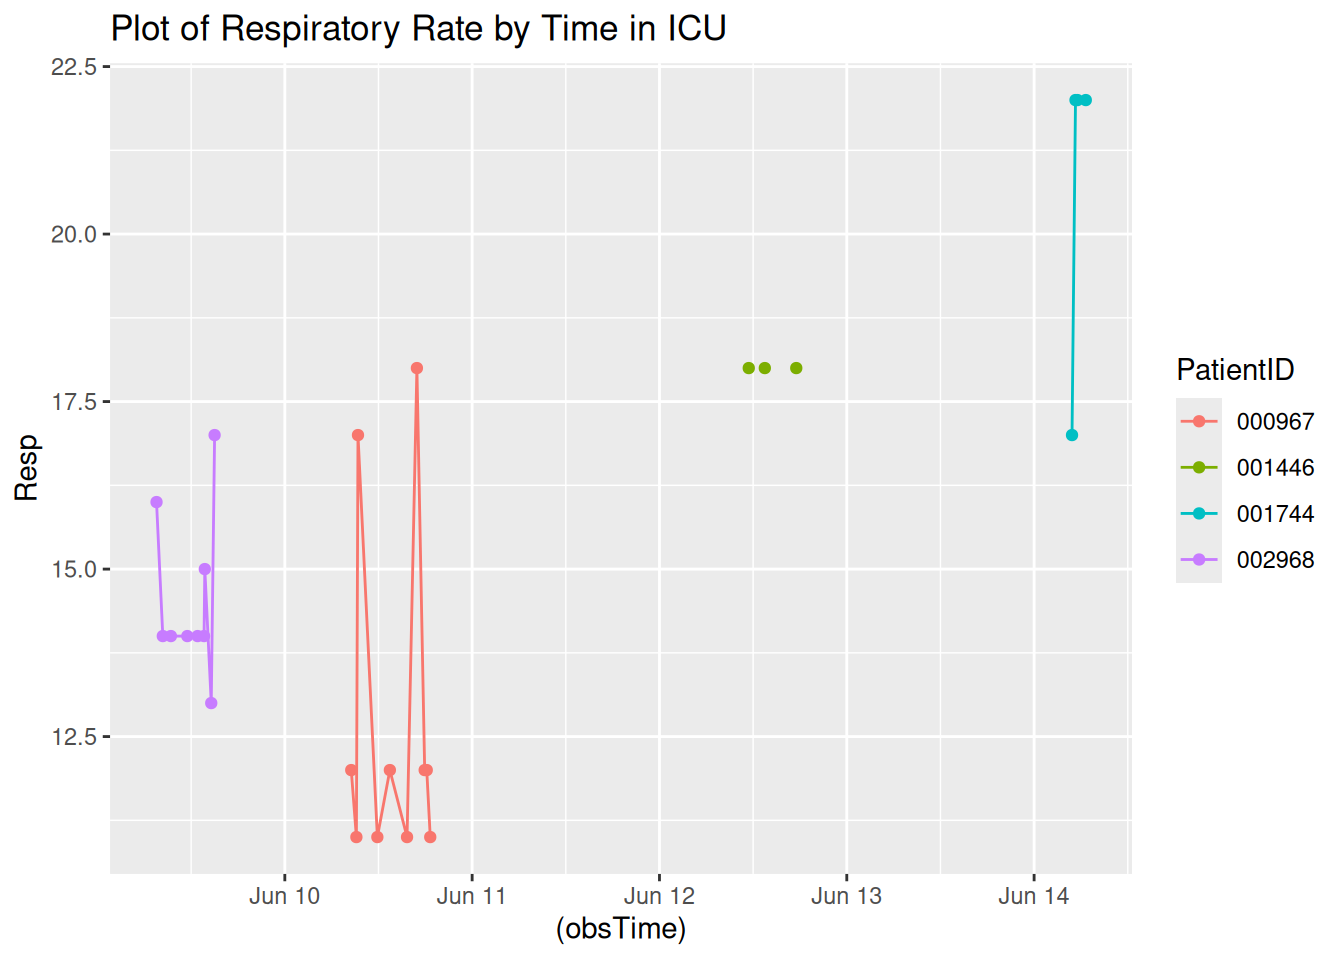 Plot of Respiratory Rate by Time in ICU
22.5
20.0
17.5
15.0
12.5
Resp
Jun 10 Jun 11 Jun 12 Jun 13 Jun 14
(obsTime)
PatientID
000967
001446
001744
002968